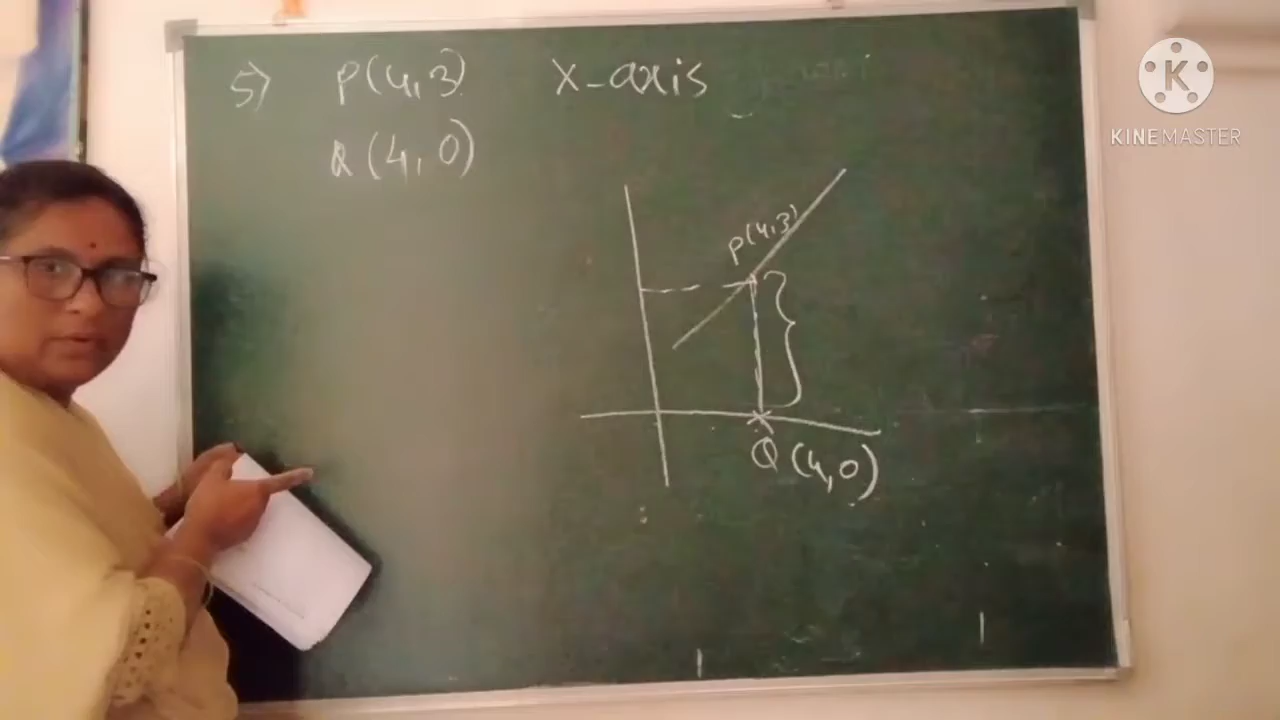 5) P(4,3) X-axis
Q(4,0)
P(4,3)
Q(4,0)
K
KINEMASTER